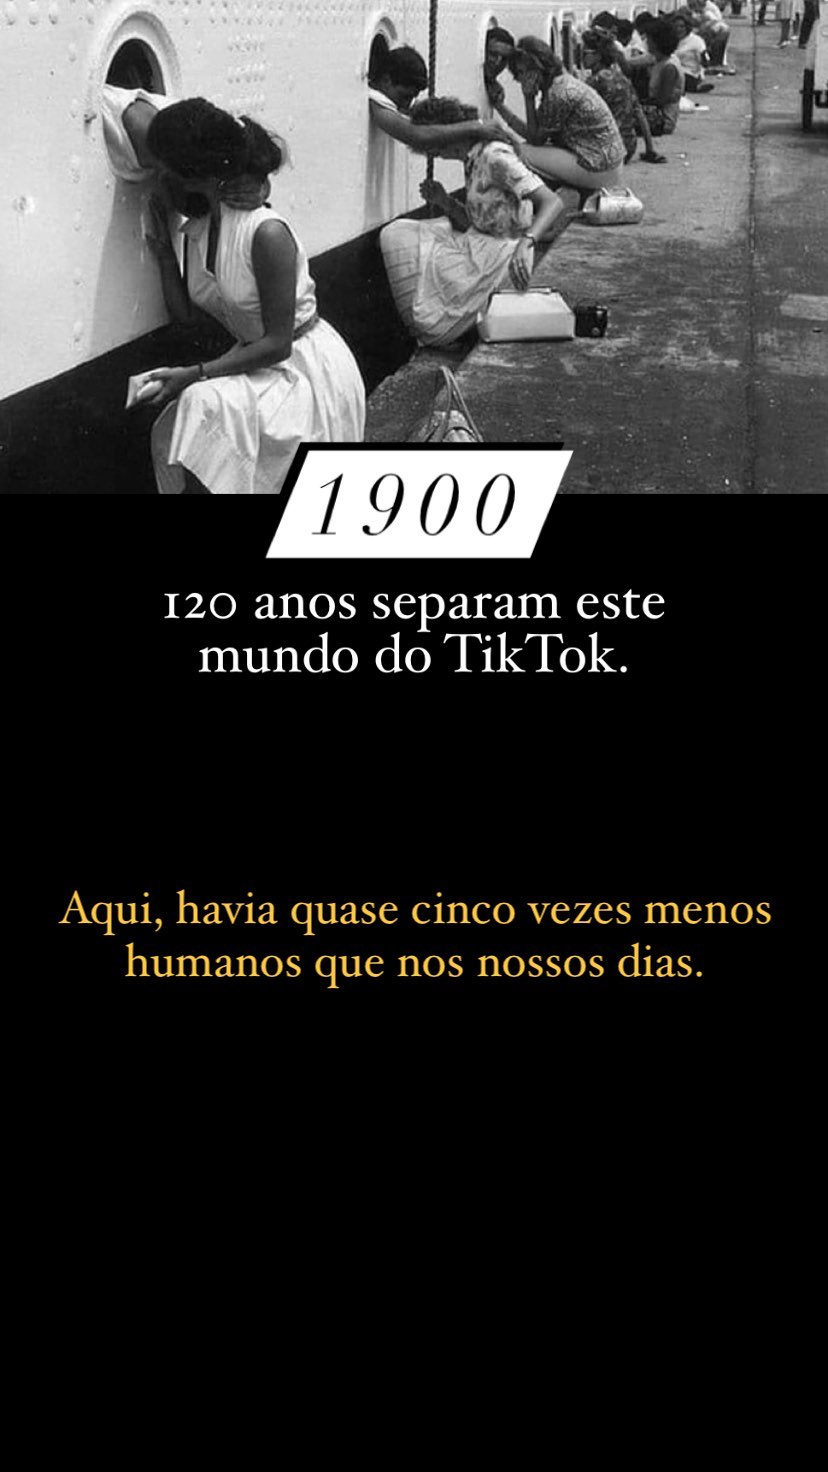 1900
120 anos separam este
mundo do TikTok.
Aqui, havia quase cinco vezes menos
humanos que nos nossos dias.